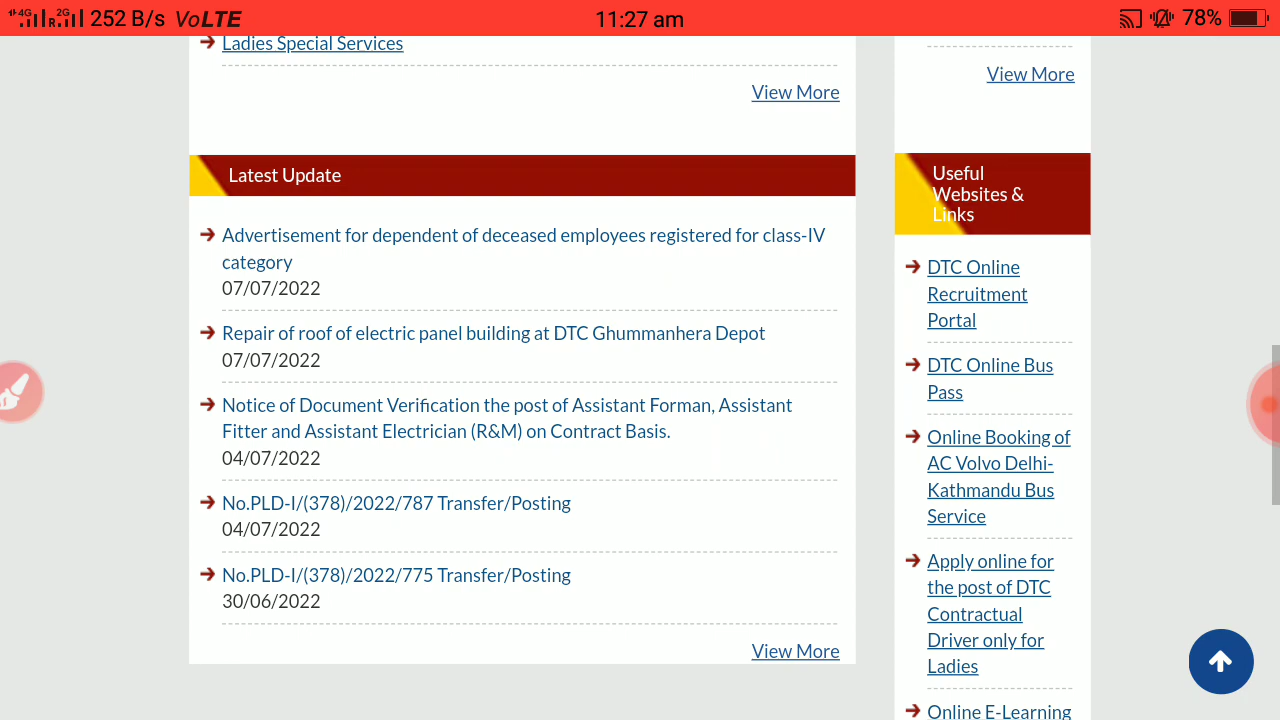 4G R 2G 252 B/s VoLTE 11:27 am 78%
Ladies Special Services
View More
Latest Update
Advertisement for dependent of deceased employees registered for class-IV
category
07/07/2022
Repair of roof of electric panel building at DTC Ghummanhera Depot
07/07/2022
Notice of Document Verification the post of Assistant Forman, Assistant
Fitter and Assistant Electrician (R&M) on Contract Basis.
04/07/2022
No.PLD-I/(378)/2022/787 Transfer/Posting
04/07/2022
No.PLD-I/(378)/2022/775 Transfer/Posting
30/06/2022
View More
View More
Useful
Websites &
Links
DTC Online
Recruitment
Portal
DTC Online Bus
Pass
Online Booking of
AC Volvo Delhi-
Kathmandu Bus
Service
Apply online for
the post of DTC
Contractual
Driver only for
Ladies
Online E-Learning